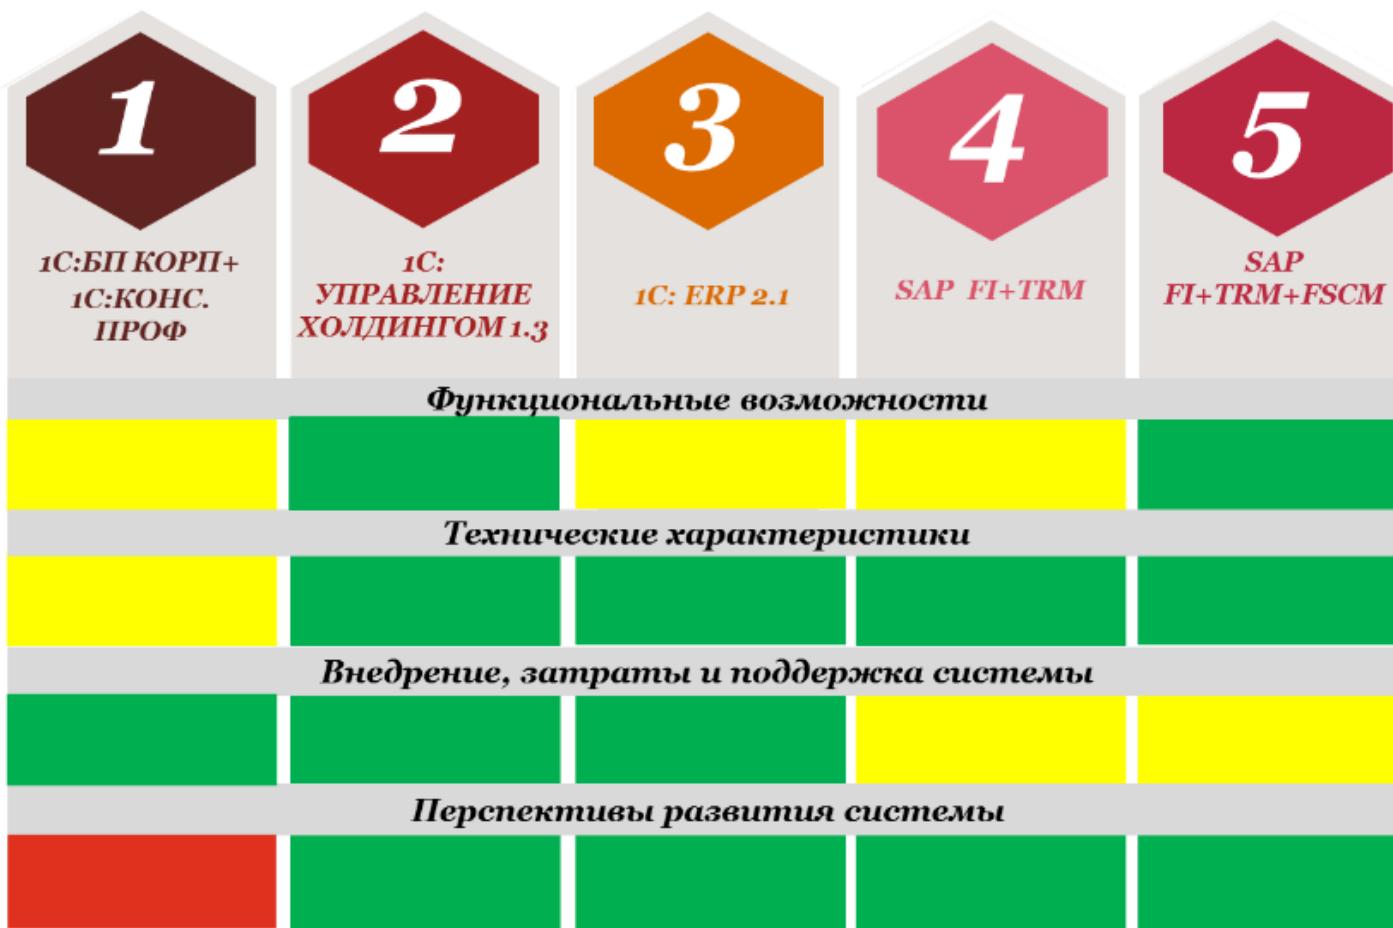 1
2
3
4
5
1С:БП КОРП+
1С:КОНС.
ПРОФ
1С:
УПРАВЛЕНИЕ
ХОЛДИНГОМ 1.3
1С: ERP 2.1
SAP FI+TRM
SAP
FI+TRM+FSCM
Функциональные возможности
Технические характеристики
Внедрение, затраты и поддержка системы
Перспективы развития системы